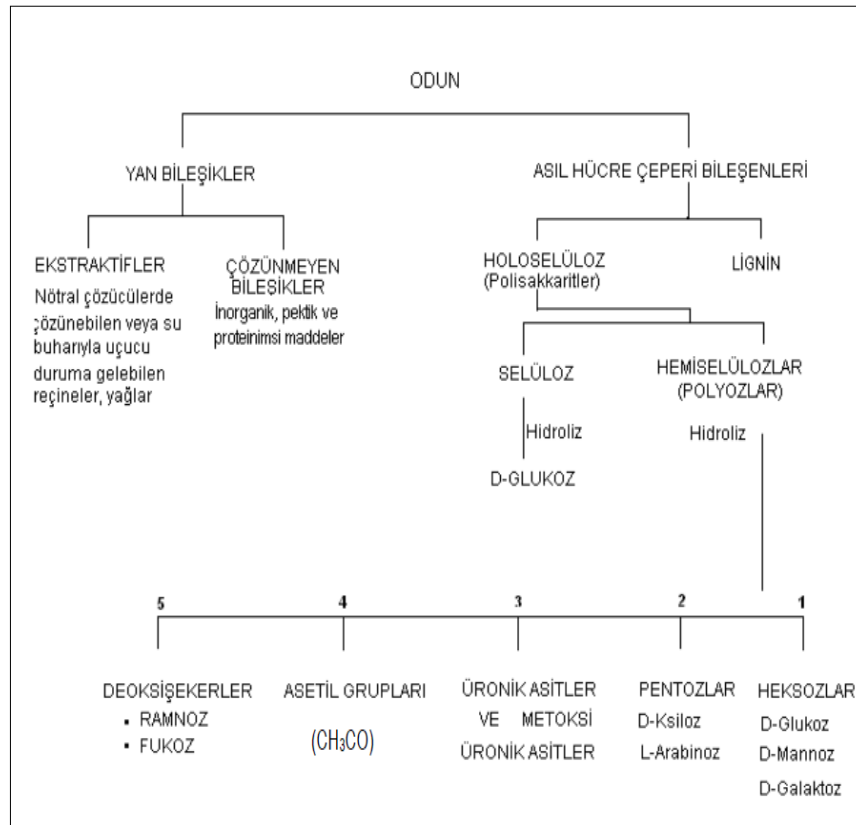 ODUN
YAN BİLEŞİKLER
ASIL HÜCRE ÇEPERİ BİLEŞENLERİ
EKSTRAKTİFLER
Nötral çözücülerde
çözünebilen veya su
buharıyla uçucu
duruma gelebilen
reçineler, yağlar
ÇÖZÜNMEYEN
BİLEŞİKLER
İnorganik, pektik ve
proteinimsi maddeler
HOLOSELÜLOZ
(Polisakkaritler)
LİGNİN
SELÜLOZ
Hidroliz
D-GLUKOZ
HEMİSELÜLOZLAR
(POLYOZLAR)
Hidroliz
5 4 3 2 1
DEOKSİŞEKERLER
▪ RAMNOZ
▪ FUKOZ
ASETİL GRUPLARI
(CH₃CO)
ÜRONİK ASİTLER
VE METOKSİ
ÜRONİK ASİTLER
PENTOZLAR
D-Ksiloz
L-Arabinoz
HEKSOZLAR
D-Glukoz
D-Mannoz
D-Galaktoz